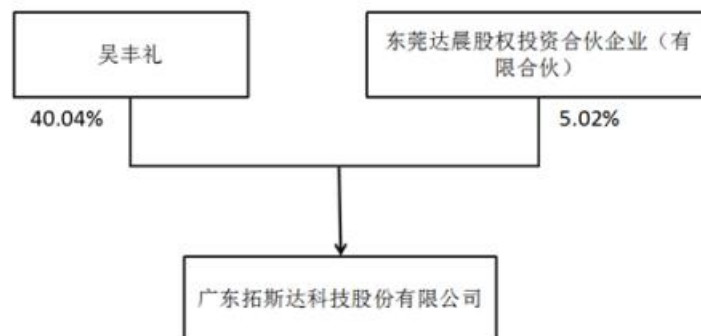 吴丰礼
东莞达晨股权投资合伙企业（有
限合伙）
40.04%
5.02%
广东拓斯达科技股份有限公司